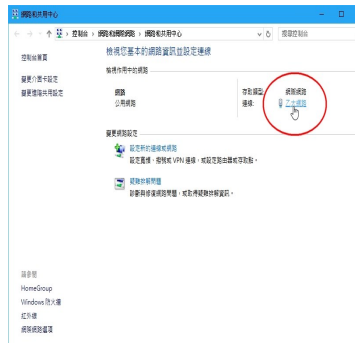 網路和共用中心
控制台 › 網路和網際網路 › 網路和共用中心
搜尋控制台
控制台首頁
變更介面卡設定
變更進階共用設定
檢視您基本的網路資訊並設定連線
檢視作用中的網路
網路
公用網路
存取類型:
網際網路
連線:
乙太網路
變更網路設定
設定新的連線或網路
設定寬頻、撥號或 VPN 連線，或設定路由器或存取點。
疑難排解問題
診斷與修復網路問題，或取得疑難排解資訊。
請參閱
HomeGroup
Windows 防火牆
紅外線
網際網路選項